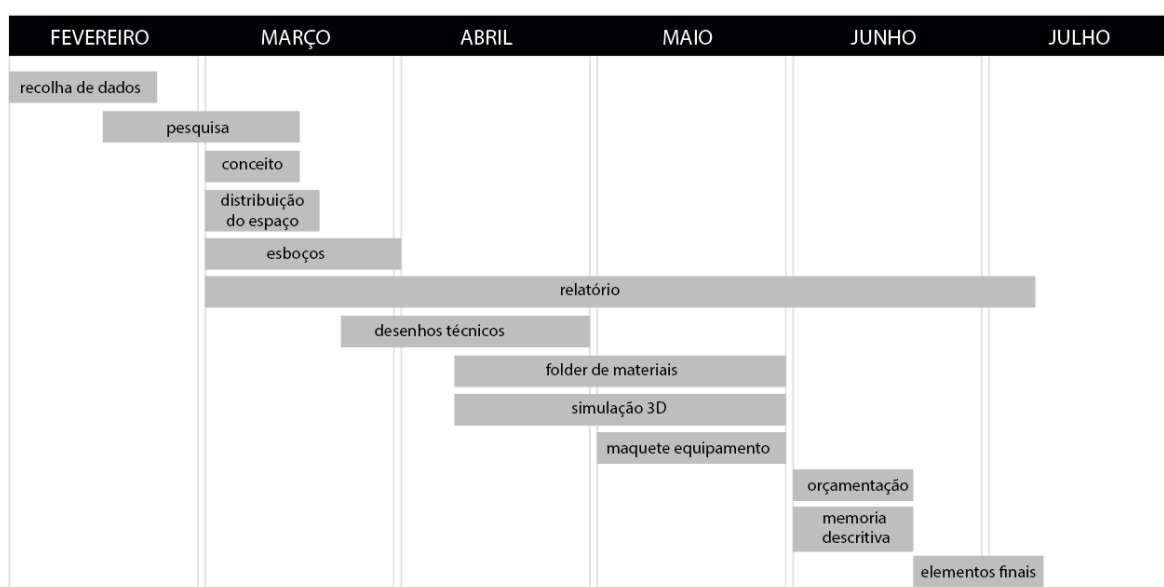 FEVEREIRO MARÇO ABRIL MAIO JUNHO JULHO
recolha de dados
pesquisa
conceito
distribuição
do espaço
esboços
relatório
desenhos técnicos
folder de materiais
simulação 3D
maquete equipamento
orçamentação
memoria
descritiva
elementos finais